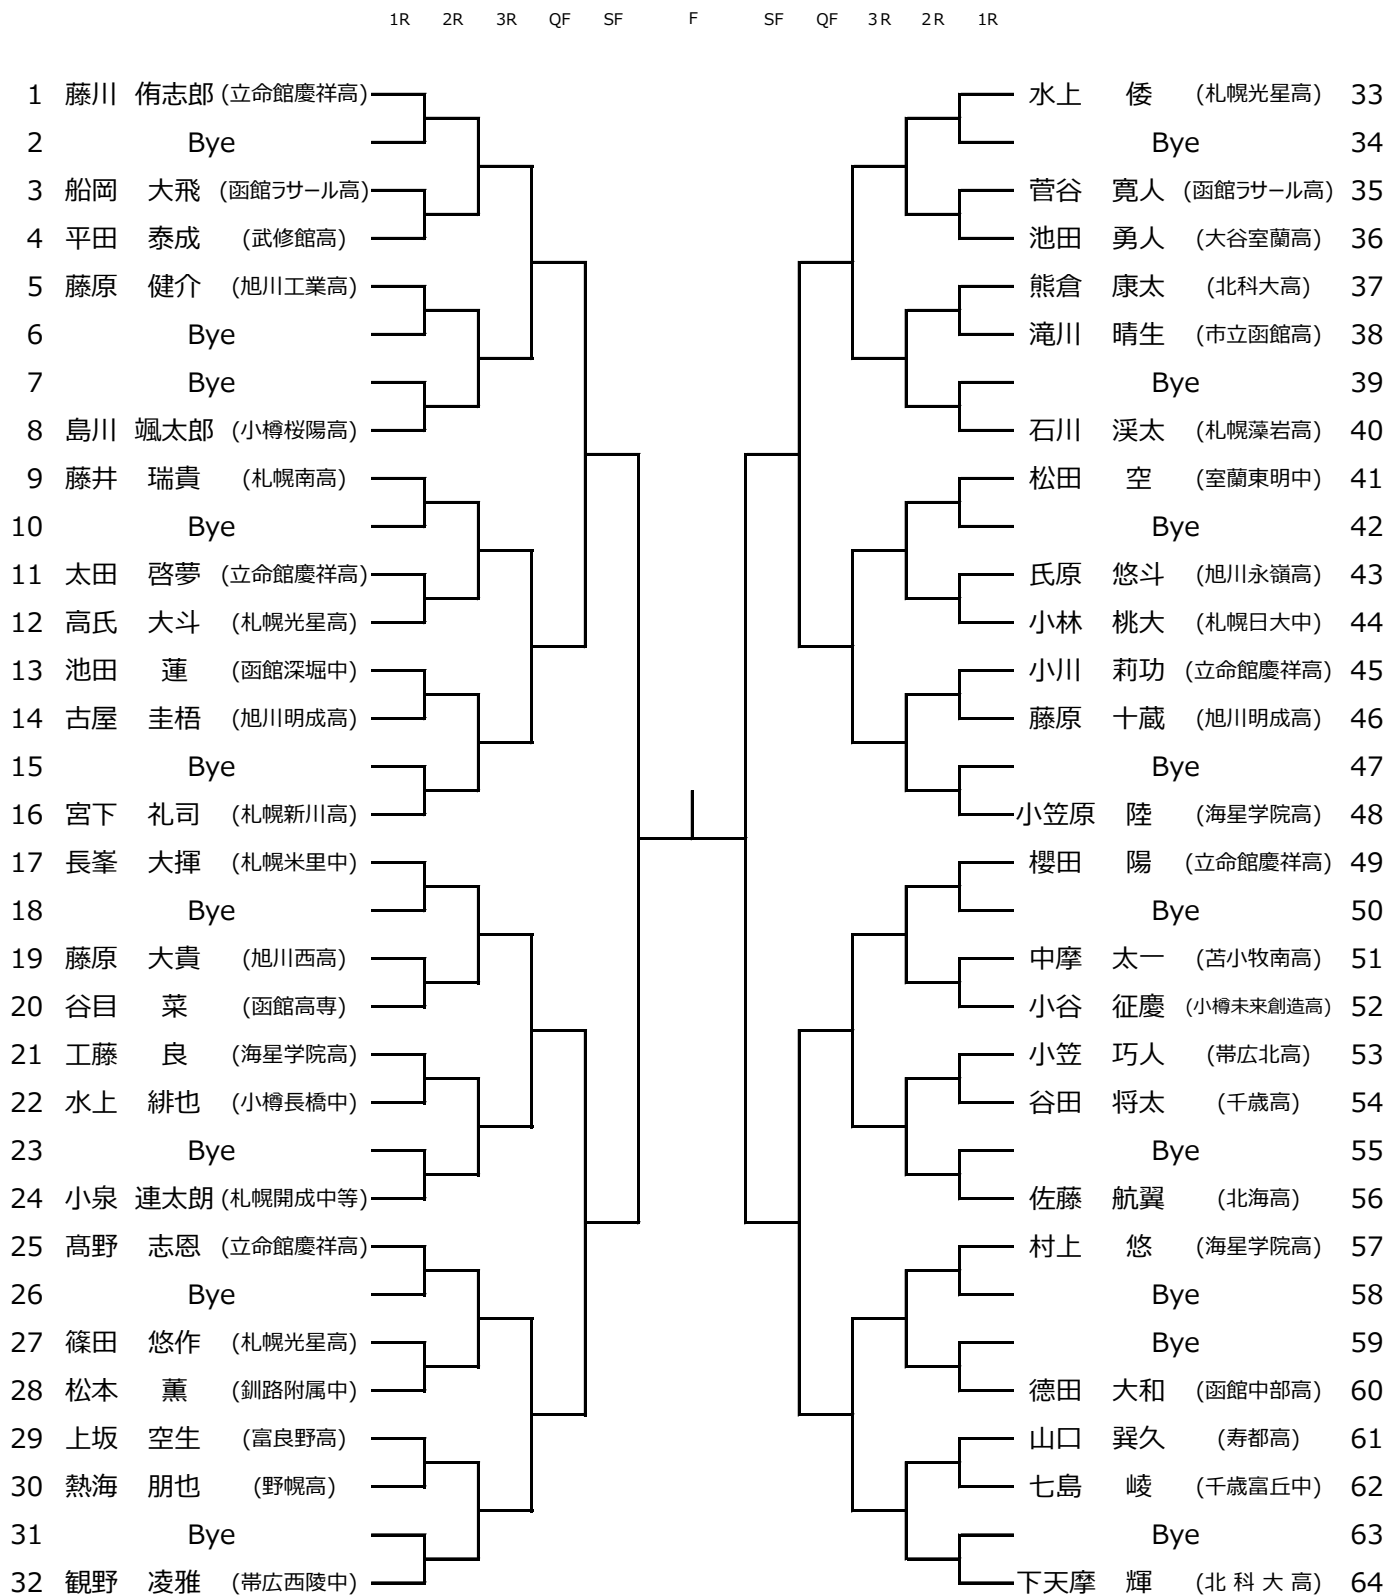 1R 2R 3R QF SF F SF QF 3R 2R 1R
1 藤川 侑志郎 (立命館慶祥高) 水上 倭 (札幌光星高) 33
2 Bye Bye 34
3 船岡 大飛 (函館ラサール高) 菅谷 寛人 (函館ラサール高) 35
4 平田 泰成 (武修館高) 池田 勇人 (大谷室蘭高) 36
5 藤原 健介 (旭川工業高) 熊倉 康太 (北科大高) 37
6 Bye 滝川 晴生 (市立函館高) 38
7 Bye Bye 39
8 島川 颯太郎 (小樽桜陽高) 石川 渓太 (札幌藻岩高) 40
9 藤井 瑞貴 (札幌南高) 松田 空 (室蘭東明中) 41
10 Bye Bye 42
11 太田 啓夢 (立命館慶祥高) 氏原 悠斗 (旭川永嶺高) 43
12 高氏 大斗 (札幌光星高) 小林 桃大 (札幌日大中) 44
13 池田 蓮 (函館深堀中) 小川 莉功 (立命館慶祥高) 45
14 古屋 圭梧 (旭川明成高) 藤原 十蔵 (旭川明成高) 46
15 Bye Bye 47
16 宮下 礼司 (札幌新川高) 小笠原 陸 (海星学院高) 48
17 長峯 大揮 (札幌米里中) 櫻田 陽 (立命館慶祥高) 49
18 Bye Bye 50
19 藤原 大貴 (旭川西高) 中摩 太一 (苫小牧南高) 51
20 谷目 菜 (函館高専) 小谷 征慶 (小樽未来創造高) 52
21 工藤 良 (海星学院高) 小笠 巧人 (帯広北高) 53
22 水上 緋也 (小樽長橋中) 谷田 将太 (千歳高) 54
23 Bye Bye 55
24 小泉 連太朗 (札幌開成中等) 佐藤 航翼 (北海高) 56
25 髙野 志恩 (立命館慶祥高) 村上 悠 (海星学院高) 57
26 Bye Bye 58
27 篠田 悠作 (札幌光星高) Bye 59
28 松本 薫 (釧路附属中) 德田 大和 (函館中部高) 60
29 上坂 空生 (富良野高) 山口 巽久 (寿都高) 61
30 熱海 朋也 (野幌高) 七島 崚 (千歳富丘中) 62
31 Bye Bye 63
32 観野 凌雅 (帯広西陵中) 下天摩 輝 (北 科 大 高) 64